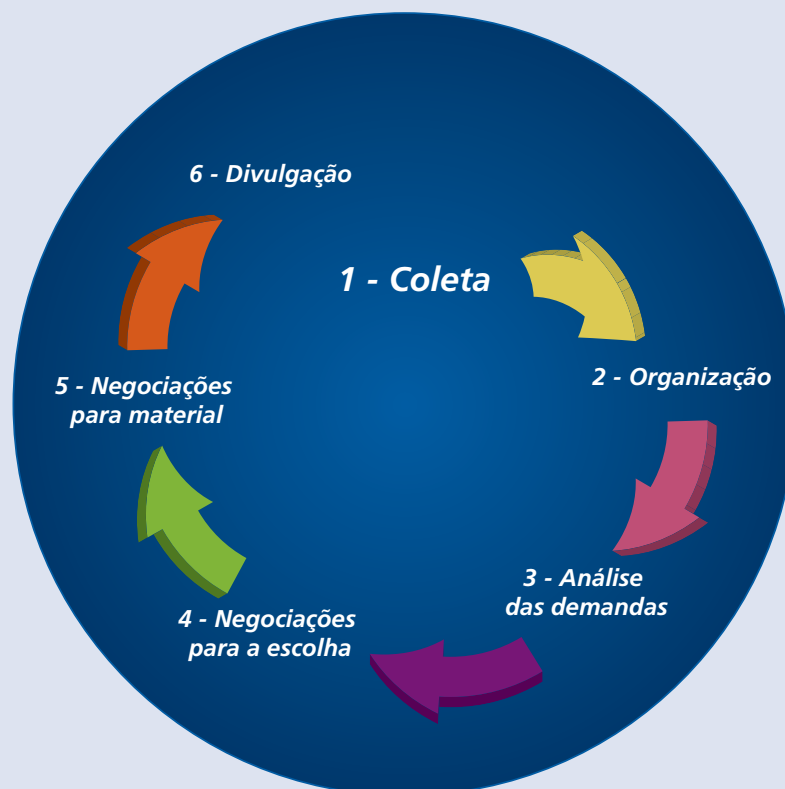 1 - Coleta
2 - Organização
3 - Análise
das demandas
4 - Negociações
para a escolha
5 - Negociações
para material
6 - Divulgação